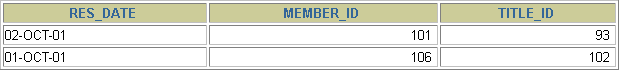 RES_DATE MEMBER_ID TITLE_ID
02-OCT-01 101 93
01-OCT-01 106 102